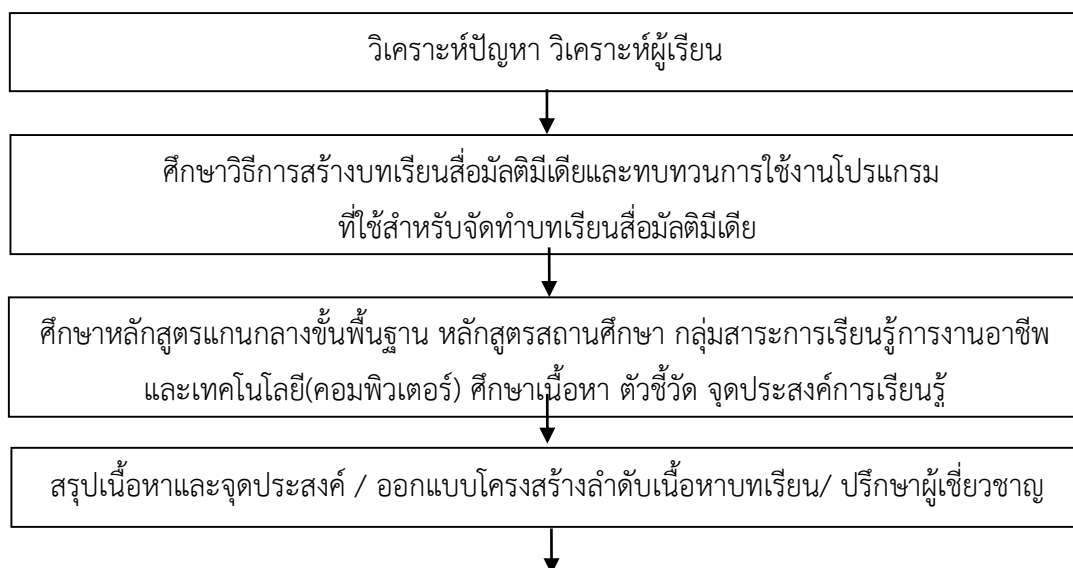 วิเคราะห์ปัญหา วิเคราะห์ผู้เรียน
ศึกษาวิธีการสร้างบทเรียนสื่อมัลติมีเดียและทบทวนการใช้งานโปรแกรม
ที่ใช้สำหรับจัดทำบทเรียนสื่อมัลติมีเดีย
ศึกษาหลักสูตรแกนกลางขั้นพื้นฐาน หลักสูตรสถานศึกษา กลุ่มสาระการเรียนรู้การงานอาชีพ
และเทคโนโลยี(คอมพิวเตอร์) ศึกษาเนื้อหา ตัวชี้วัด จุดประสงค์การเรียนรู้
สรุปเนื้อหาและจุดประสงค์ / ออกแบบโครงสร้างลำดับเนื้อหาบทเรียน/ ปรึกษาผู้เชี่ยวชาญ